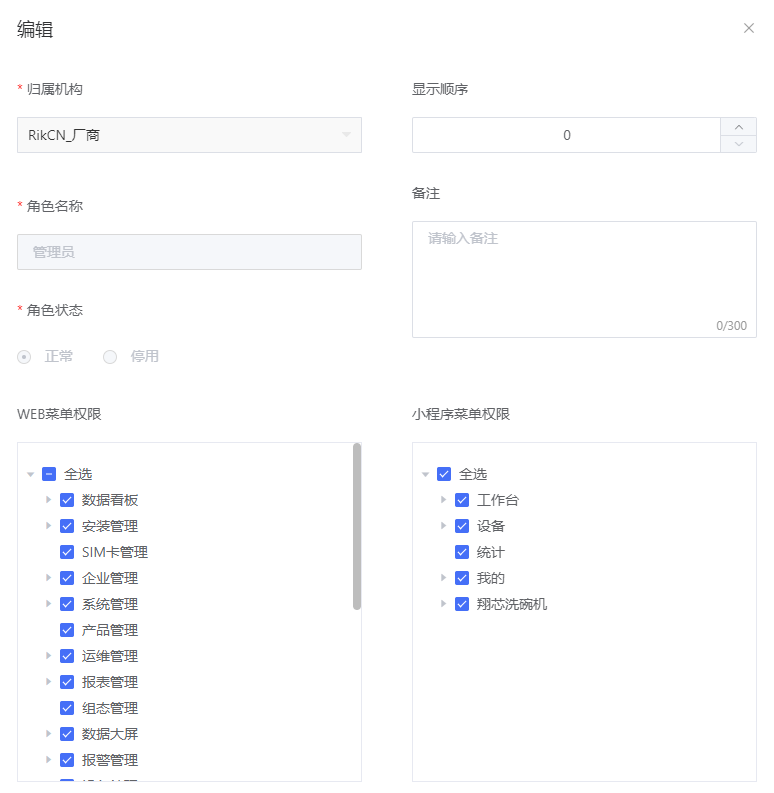 编辑
* 归属机构
RikCN_厂商
* 角色名称
管理员
* 角色状态
正常 停用
显示顺序
0
备注
请输入备注
0/300
WEB菜单权限
全选
数据看板
安装管理
SIM卡管理
企业管理
系统管理
产品管理
运维管理
报表管理
组态管理
数据大屏
报警管理
小程序菜单权限
全选
工作台
设备
统计
我的
翔芯洗碗机